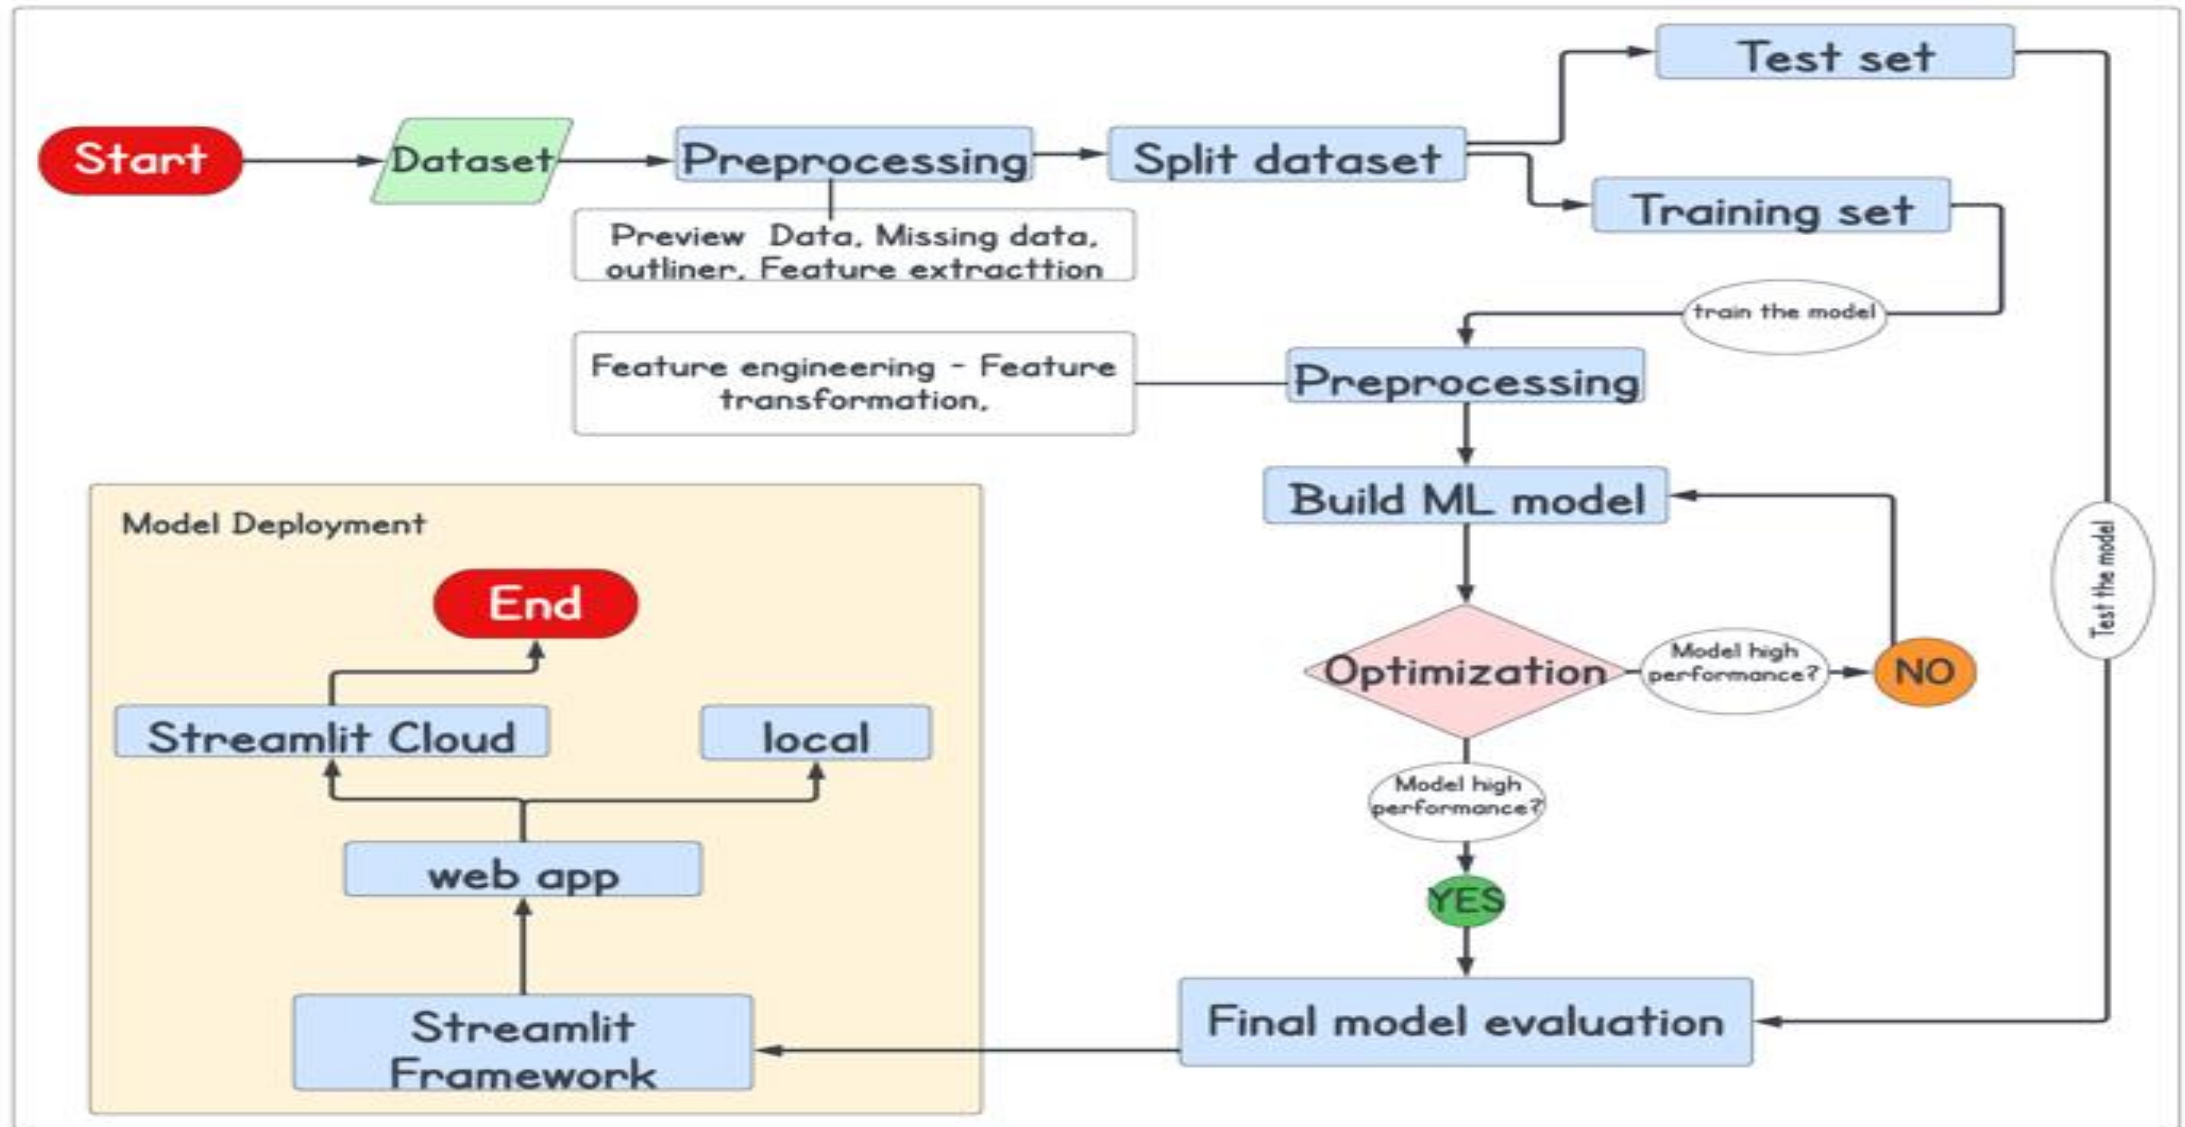 Start
Dataset
Preprocessing
Split dataset
Test set
Training set
Preview Data, Missing data,
outliner, Feature extracttion
train the model
Preprocessing
Feature engineering - Feature
transformation,
Build ML model
Optimization
Model high
performance?
NO
Model high
performance?
YES
Test the model
Final model evaluation
Model Deployment
End
Streamlit Cloud
local
web app
Streamlit
Framework